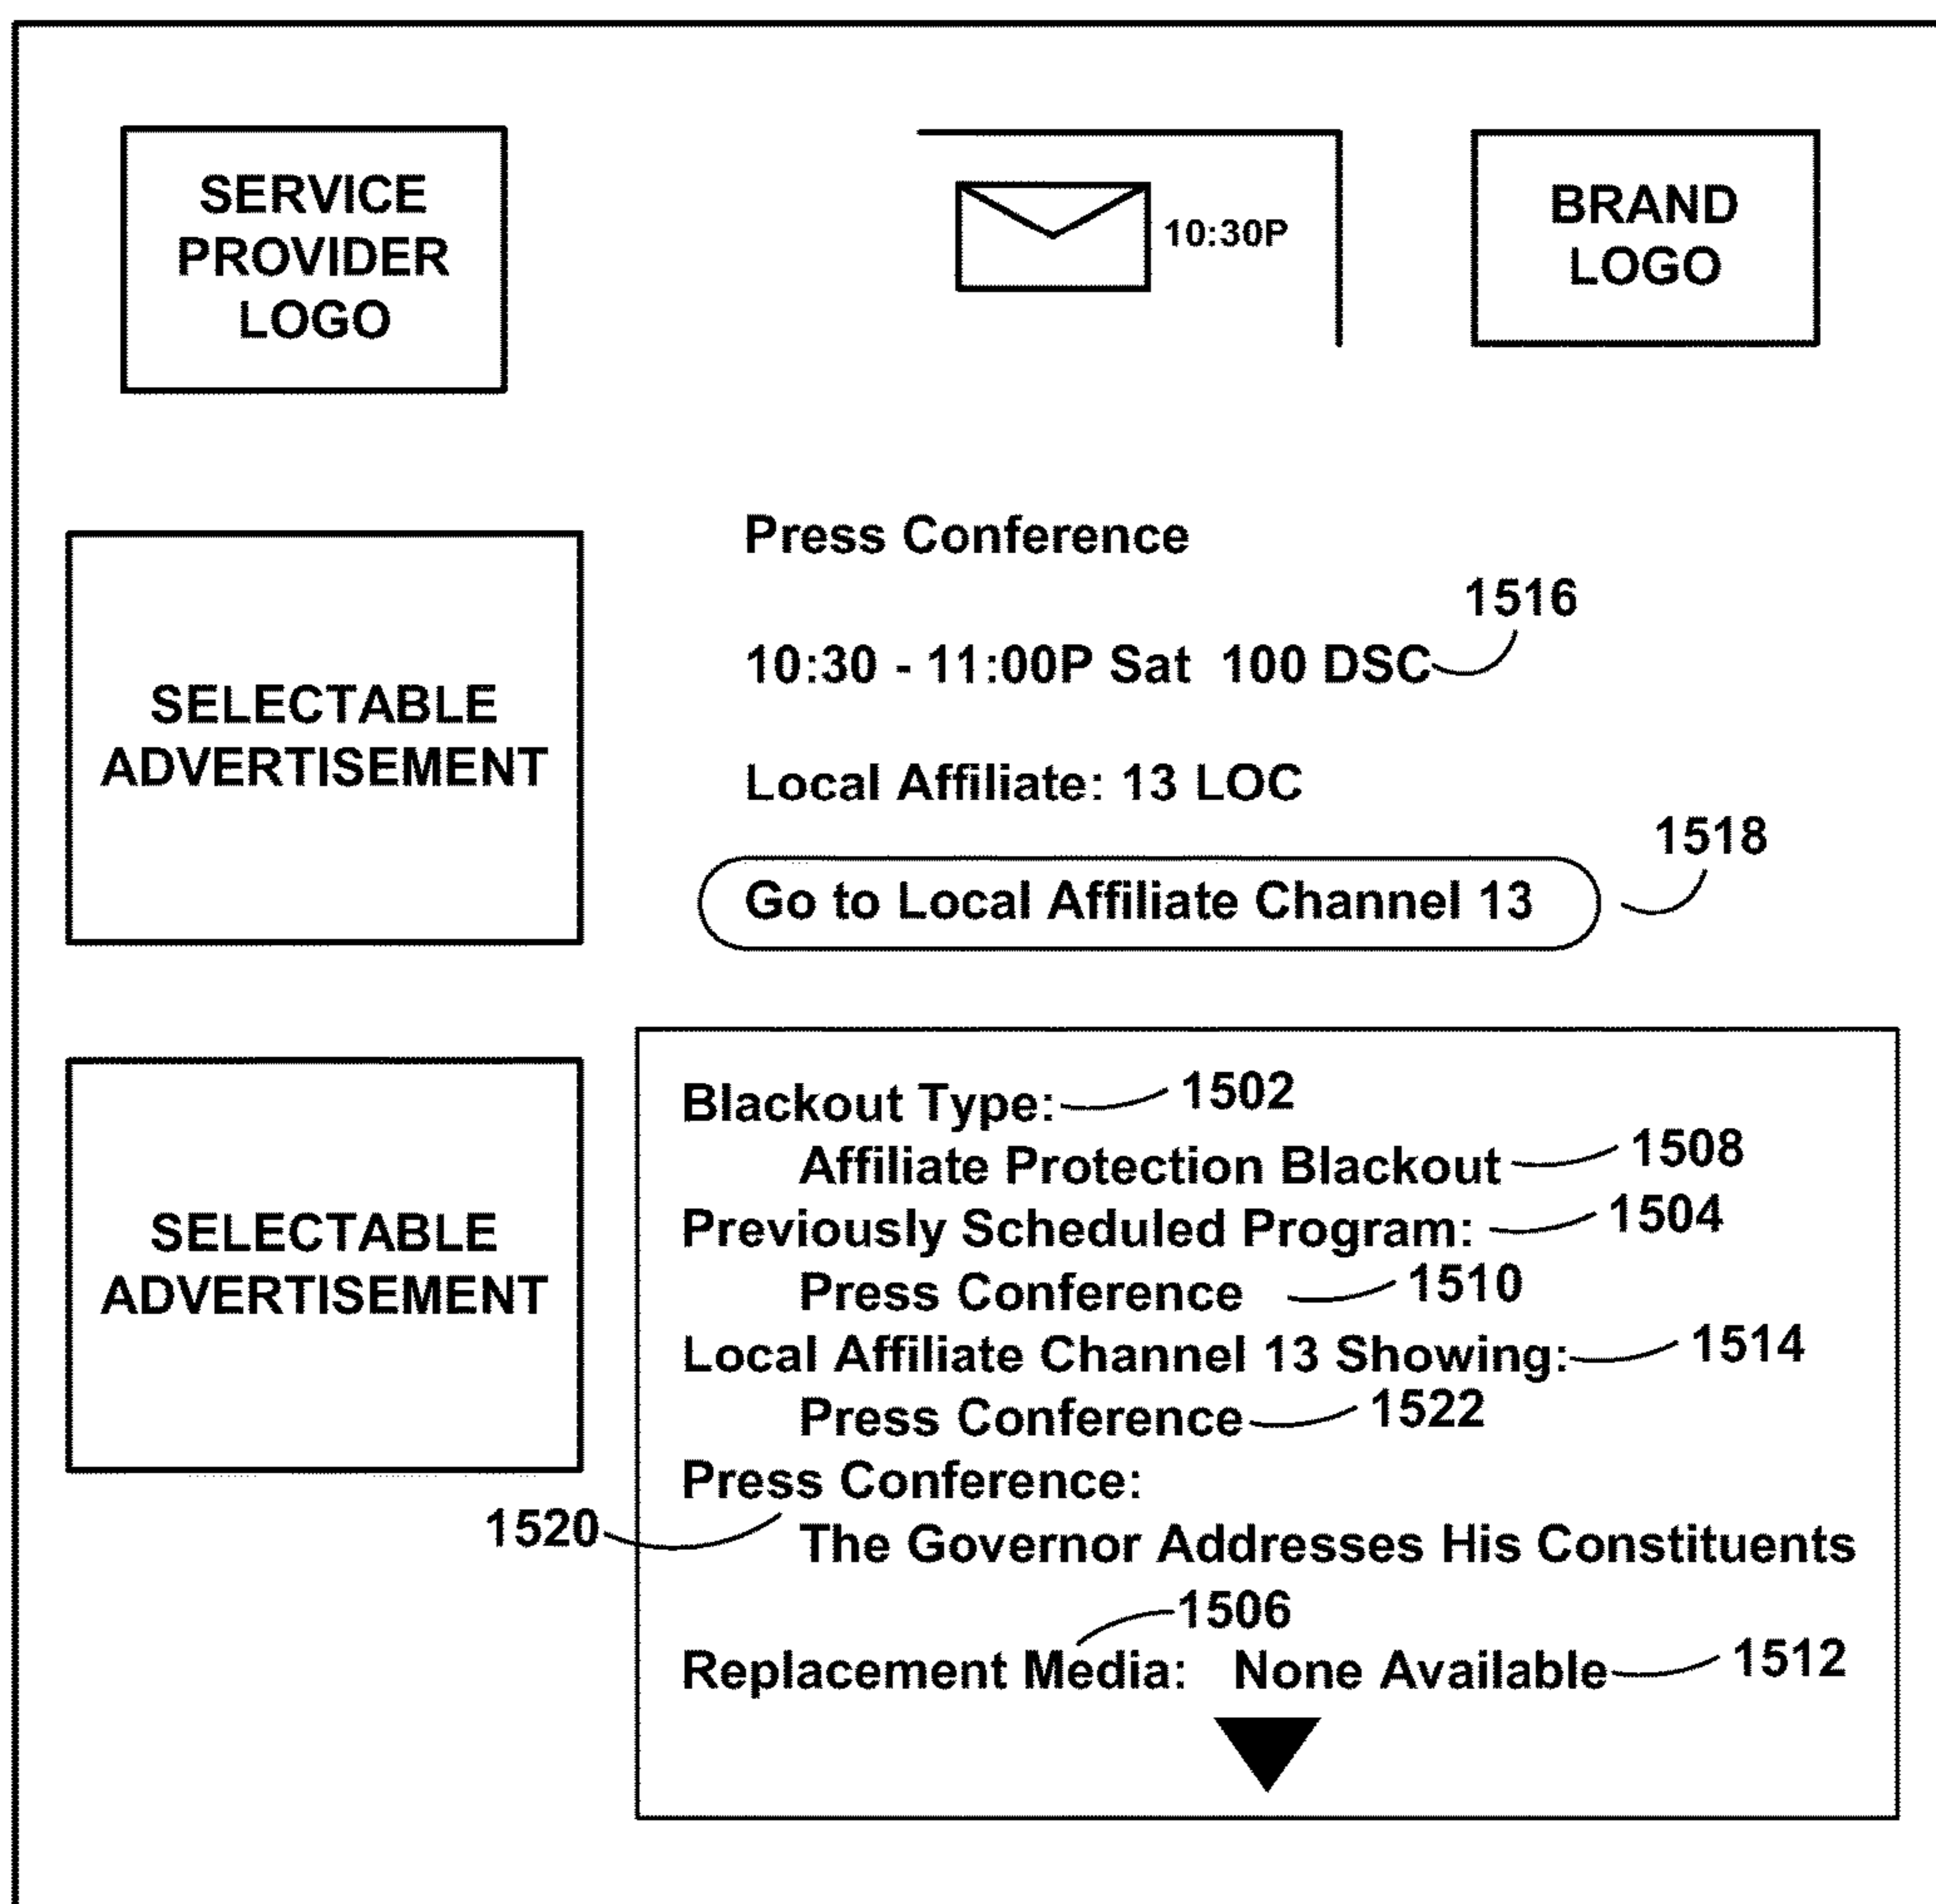 SERVICE
PROVIDER
LOGO
10:30P
BRAND
LOGO
SELECTABLE
ADVERTISEMENT
Press Conference
1516
10:30 - 11:00P Sat 100 DSC
Local Affiliate: 13 LOC
1518
Go to Local Affiliate Channel 13
SELECTABLE
ADVERTISEMENT
Blackout Type: 1502
Affiliate Protection Blackout 1508
Previously Scheduled Program: 1504
Press Conference 1510
Local Affiliate Channel 13 Showing: 1514
Press Conference 1522
Press Conference:
1520
The Governor Addresses His Constituents
1506
Replacement Media: None Available 1512